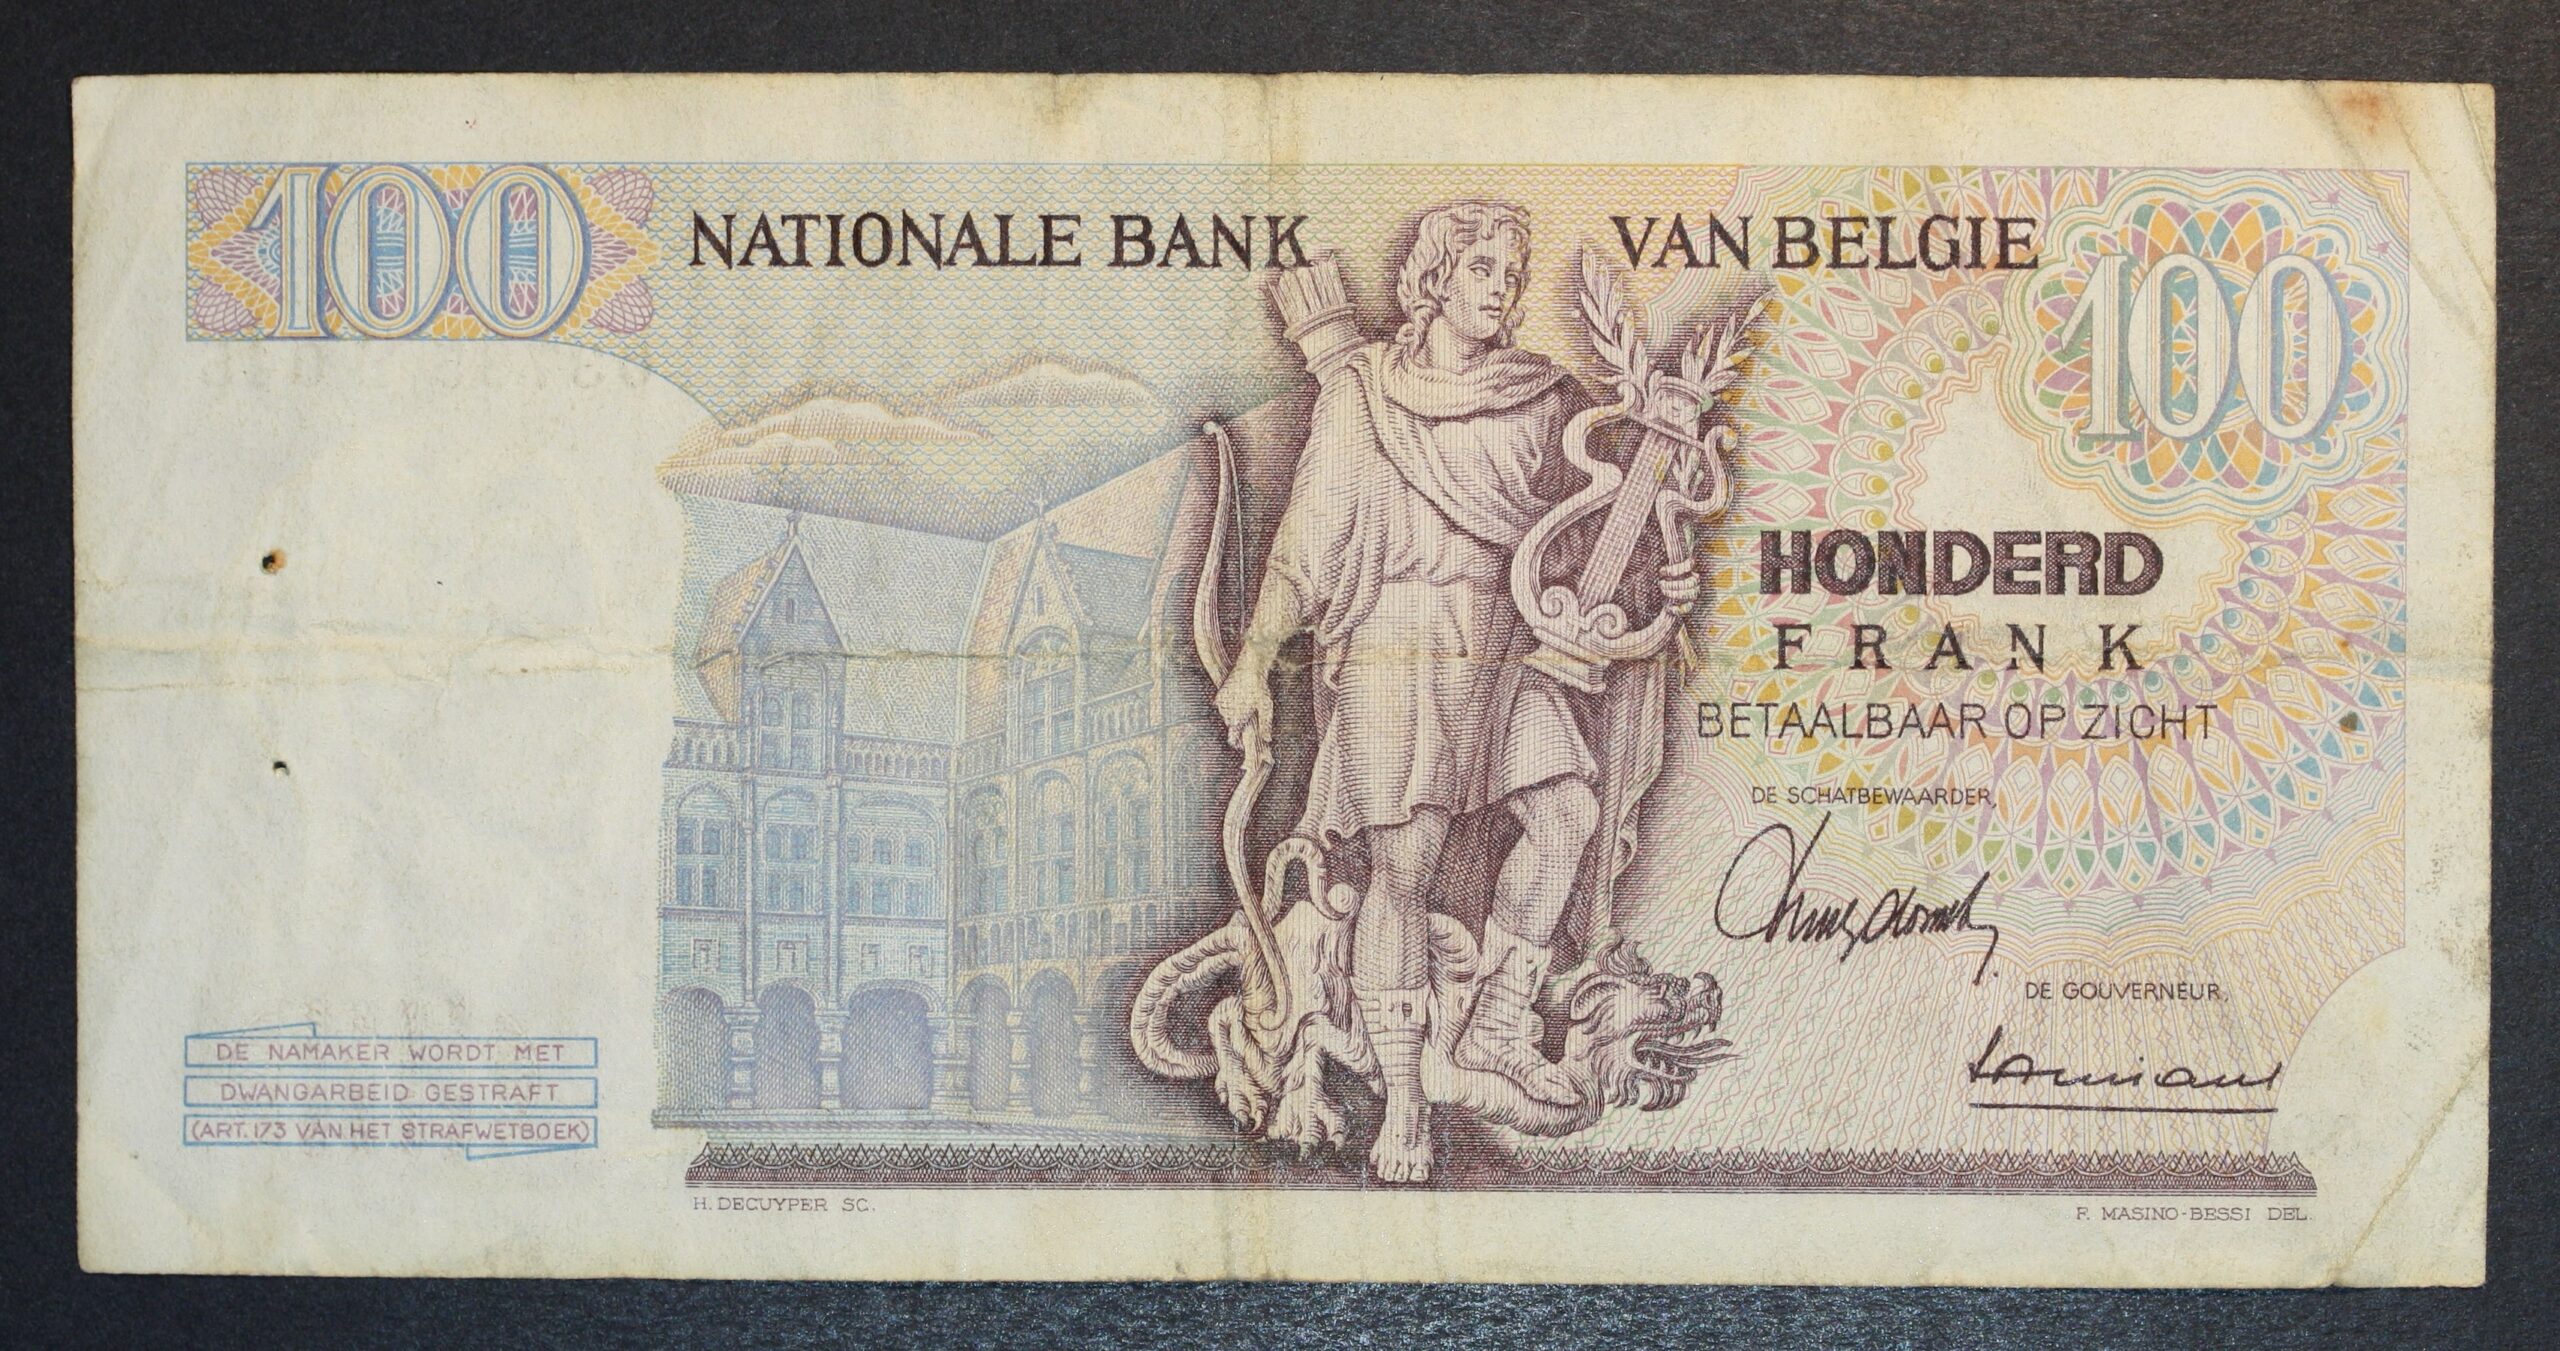 100
NATIONALE BANK VAN BELGIE
100
HONDERD
FRANK
BETAALBAAR OP ZICHT
DE SCHATBEWAARDER,
DE GOUVERNEUR,
DE NAMAKER WORDT MET
DWANGARBEID GESTRAFT
(ART. 173 VAN HET STRAFWETBOEK)
H. DECUYPER SC.
F. MASINO-BESSI DEL.